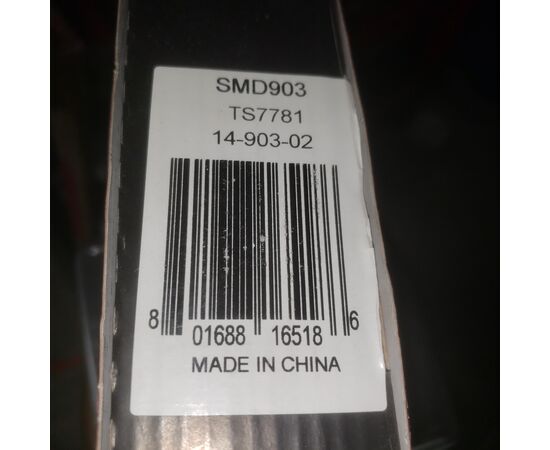 SMD903
TS7781
14-903-02
8 01688 16518 6
MADE IN CHINA